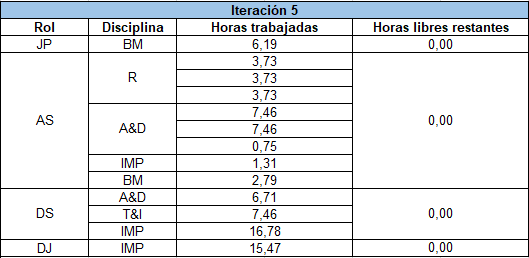 Iteración 5
Rol Disciplina Horas trabajadas Horas libres restantes
JP BM 6,19 0,00
AS R 3,73 0,00
3,73
3,73
A&D 7,46
7,46
0,75
IMP 1,31
BM 2,79
DS A&D 6,71 0,00
T&I 7,46
IMP 16,78
DJ IMP 15,47 0,00